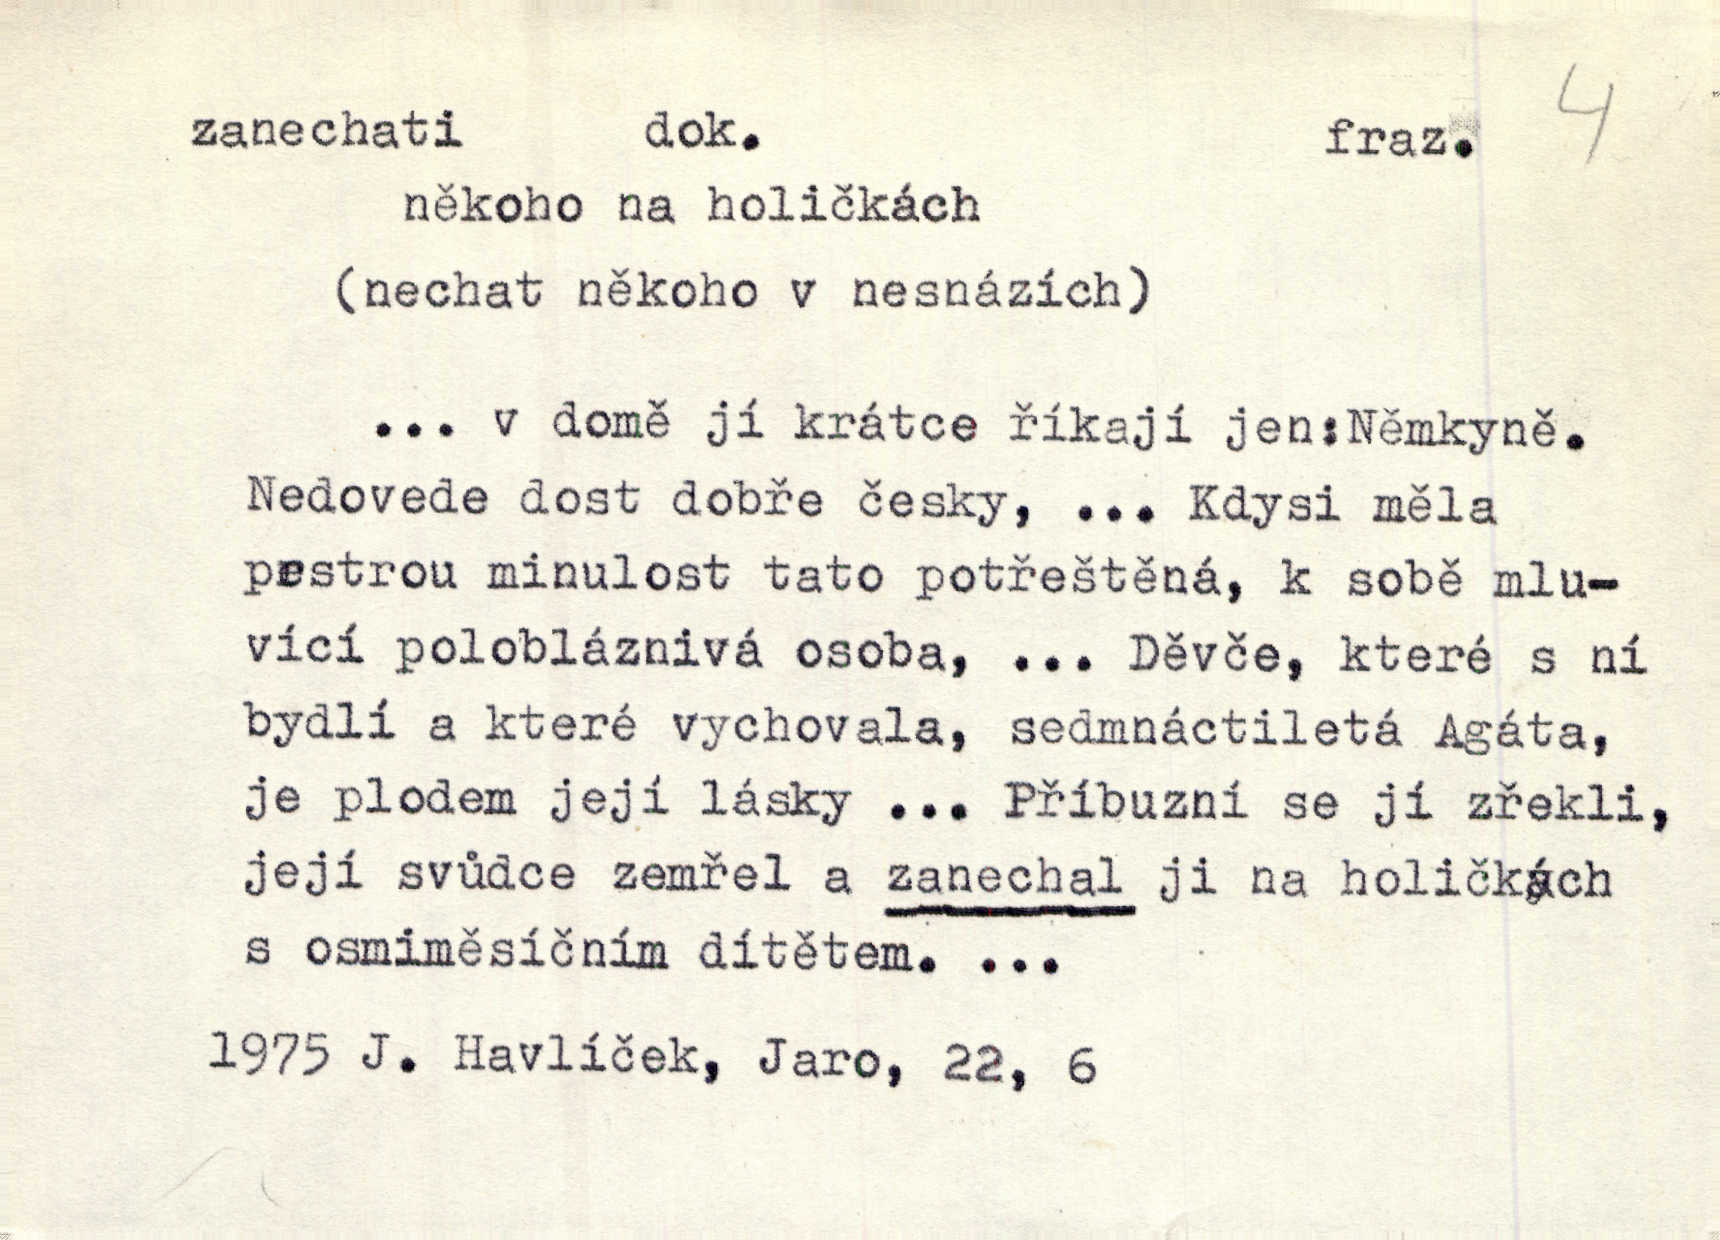 zanechati dok. fraz. 4
někoho na holičkách
(nechat někoho v nesnázích)
... v domě jí krátce říkají jen:Němkyně.
Nedovede dost dobře česky, ... Kdysi měla
pestrou minulost tato potřeštěná, k sobě mlu-
vící polobláznivá osoba, ... Děvče, které s ní
bydlí a které vychovala, sedmnáctiletá Agáta,
je plodem její lásky ... Příbuzní se jí zřekli,
její svůdce zemřel a zanechal ji na holičkách
s osmiměsíčním dítětem. ...
1975 J. Havlíček, Jaro, 22, 6